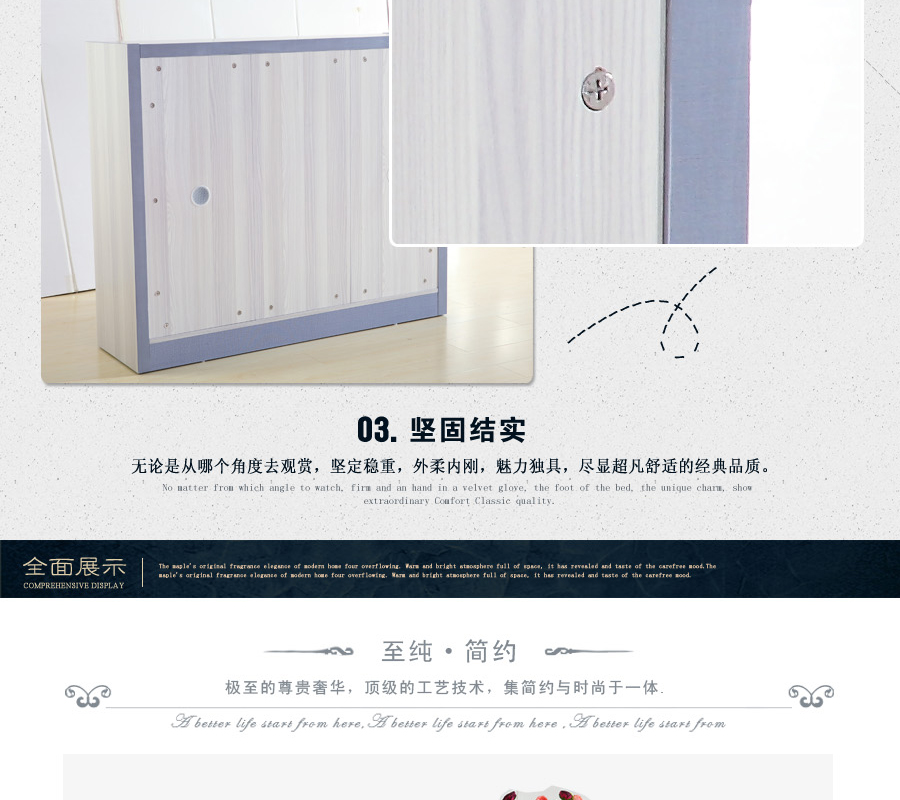 03. 坚固结实
无论是从哪个角度去观赏，坚定稳重，外柔内刚，魅力独具，尽显超凡舒适的经典品质。
No matter from which angle to watch, firm and an hand in a velvet glove, the foot of the bed, the unique charm, show
extraordinary Comfort Classic quality.
全面展示
COMPREHENSIVE DISPLAY
The maple's original fragrance elegance of modern home four overflowing. Warm and bright atmosphere full of space, it has revealed and taste of the carefree mood.The
maple's original fragrance elegance of modern home four overflowing. Warm and bright atmosphere full of space, it has revealed and taste of the carefree mood.
至纯·简约
极至的尊贵奢华，顶级的工艺技术，集简约与时尚于一体.
A better life start from here,A better life start from here ,A better life start from